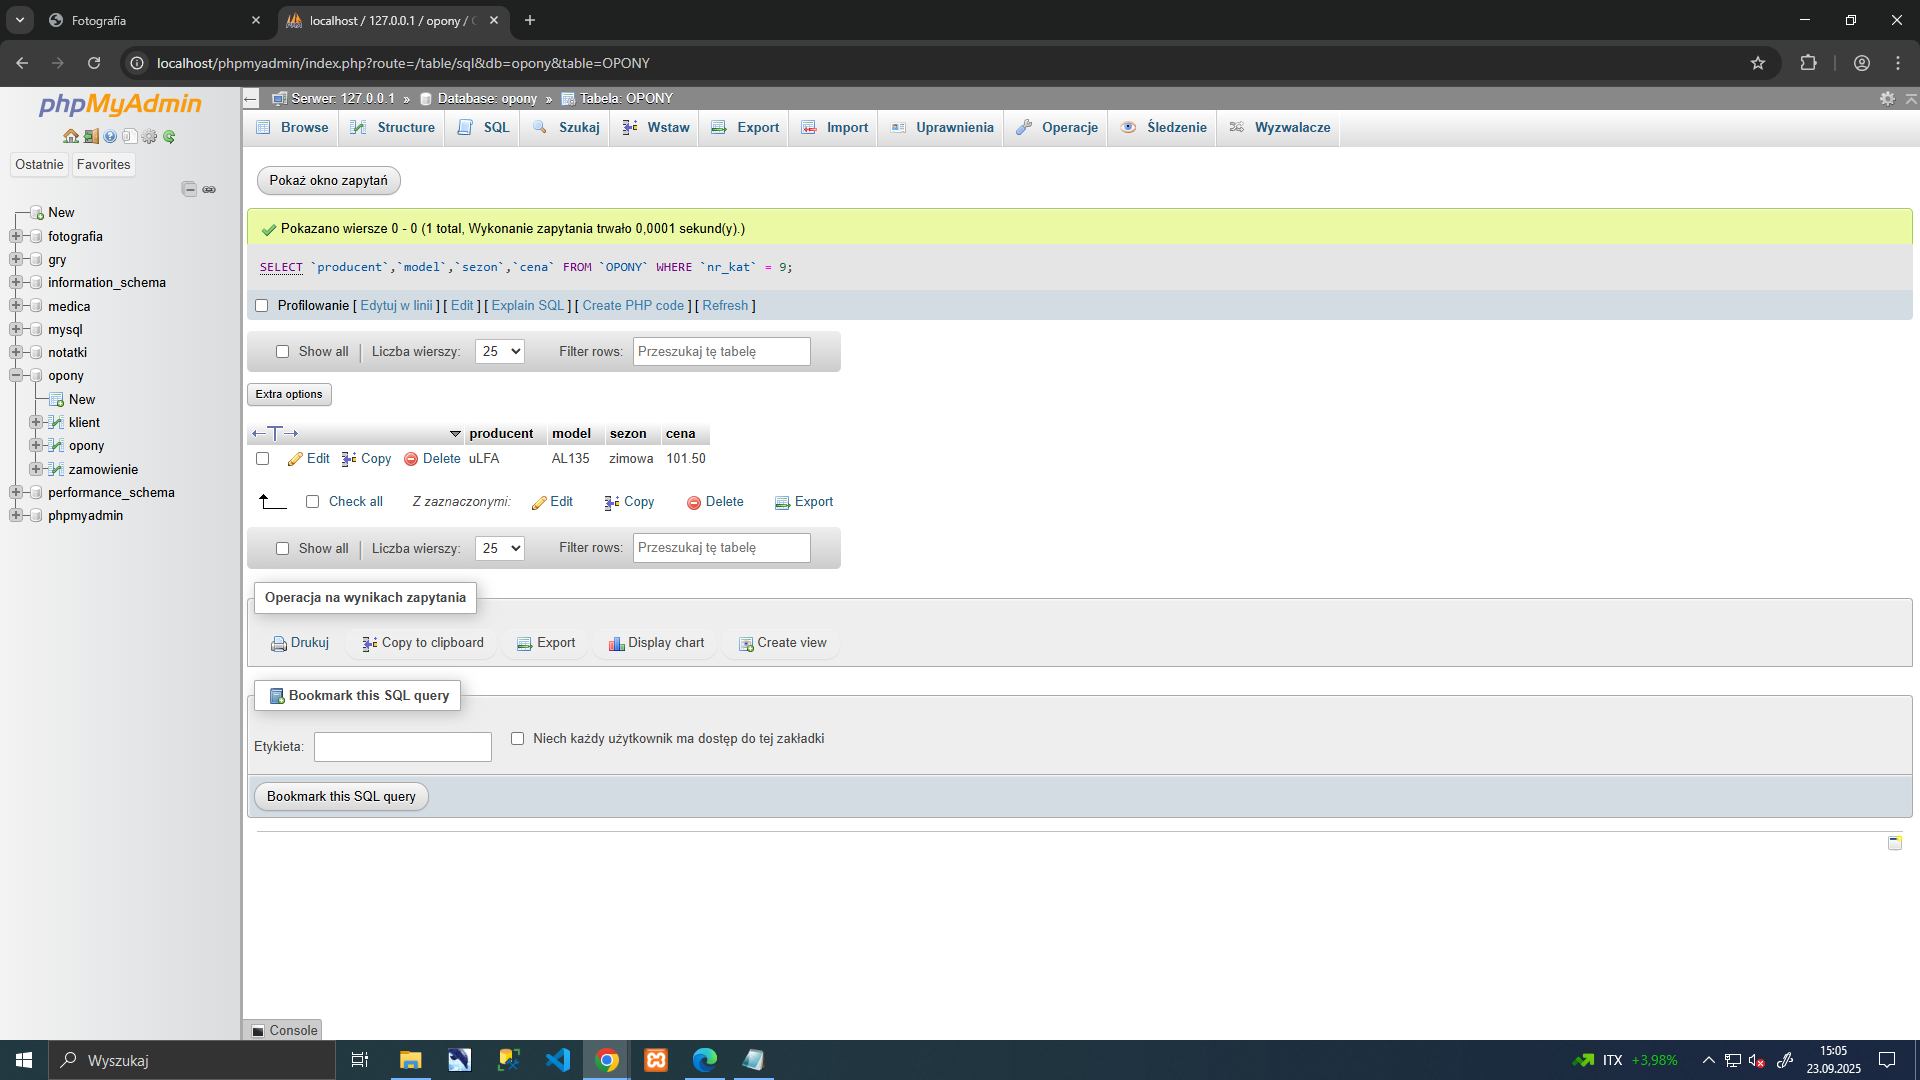 Fotografia
localhost / 127.0.0.1 / opony /
localhost/phpmyadmin/index.php?route=/table/sql&db=opony&table=OPONY
phpMyAdmin
Ostatnie
Favorites
New
fotografia
gry
information_schema
medica
mysql
notatki
opony
New
klient
opony
zamowienie
performance_schema
phpmyadmin
Serwer: 127.0.0.1 » Database: opony » Tabela: OPONY
Browse
Structure
SQL
Szukaj
Wstaw
Export
Import
Uprawnienia
Operacje
Śledzenie
Wyzwalacze
Pokaż okno zapytań
Pokazano wiersze 0 - 0 (1 total, Wykonanie zapytania trwało 0,0001 sekund(y).)
SELECT `producent`,`model`,`sezon`,`cena` FROM `OPONY` WHERE `nr_kat` = 9;
Profilowanie [ Edytuj w linii ] [ Edit ] [ Explain SQL ] [ Create PHP code ] [ Refresh ]
Show all | Liczba wierszy: 25 Filter rows: Przeszukaj tę tabelę
Extra options
producent model sezon cena
Edit Copy Delete uLFA AL135 zimowa 101.50
Check all Z zaznaczonymi: Edit Copy Delete Export
Show all | Liczba wierszy: 25 Filter rows: Przeszukaj tę tabelę
Operacja na wynikach zapytania
Drukuj Copy to clipboard Export Display chart Create view
Bookmark this SQL query
Etykieta: Niech każdy użytkownik ma dostęp do tej zakładki
Bookmark this SQL query
Console
Wyszukaj
ITX +3,98%
15:05
23.09.2025